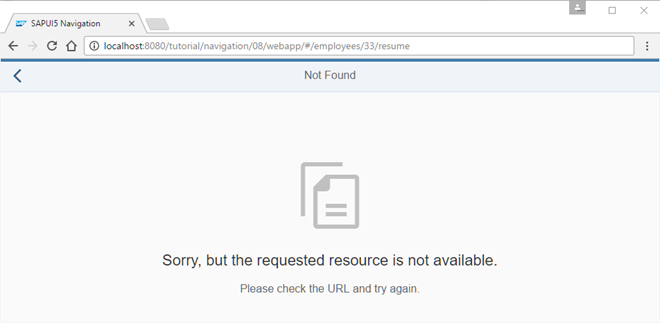 SAP SAPUI5 Navigation
localhost:8080/tutorial/navigation/08/webapp/#/employees/33/resume
Not Found
Sorry, but the requested resource is not available.
Please check the URL and try again.